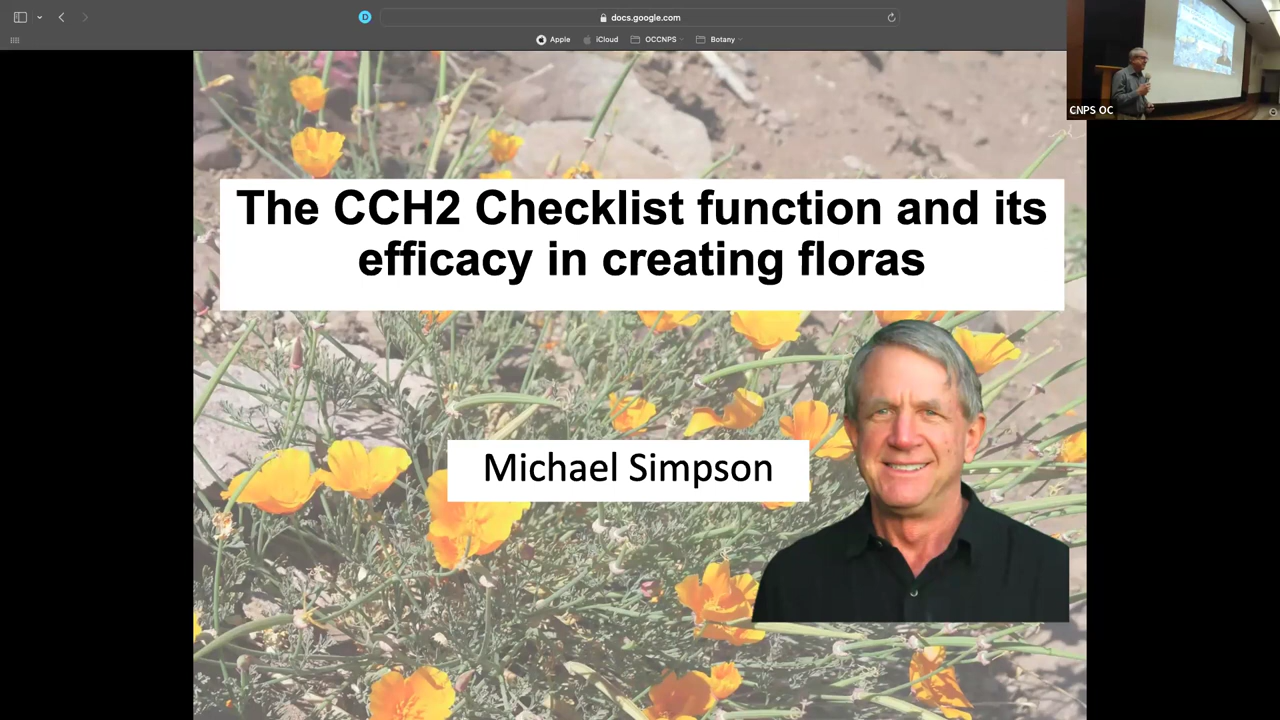 docs.google.com
Apple
iCloud
OCCNPS
Botany
CNPS OC
The CCH2 Checklist function and its
efficacy in creating floras
Michael Simpson